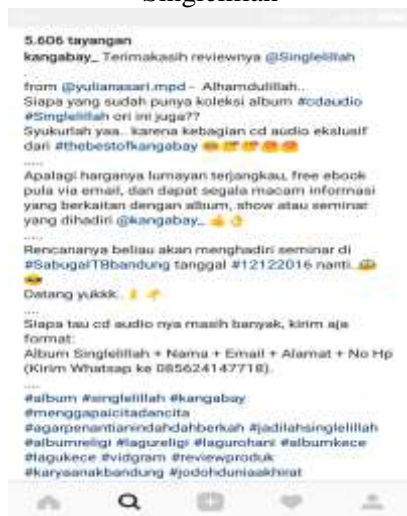 Singlelillah
5.606 tayangan
kangabay_ Terimakasih reviewnya @Singlelillah
.
from @yulianasari.mpd - Alhamdulillah..
Siapa yang sudah punya koleksi album #cdaudio
#Singlelillah ori ini juga??
Syukurlah yaa.. karena kebagian cd audio ekslusif
dari #thebestofkangabay
.....
Apalagi harganya lumayan terjangkau, free ebook
pula via email, dan dapat segala macam informasi
yang berkaitan dengan album, show atau seminar
yang dihadiri @kangabay_
.....
Rencananya beliau akan menghadiri seminar di
#SabugaITBbandung tanggal #12122016 nanti.
Datang yukkk..
....
Siapa tau cd audio nya masih banyak, kirim aja
format:
Album Singlelillah + Nama + Email + Alamat + No Hp
(Kirim Whatsap ke 085624147718).
....
#album #singlelillah #kangabay
#menggapaicitadancita
#agarpenantianindahdahberkah #jadilahsinglelillah
#albumreligi #lagureligi #lagurohani #albumkece
#lagukece #vidgram #reviewproduk
#karyaanakbandung #jodohduniaakhirat